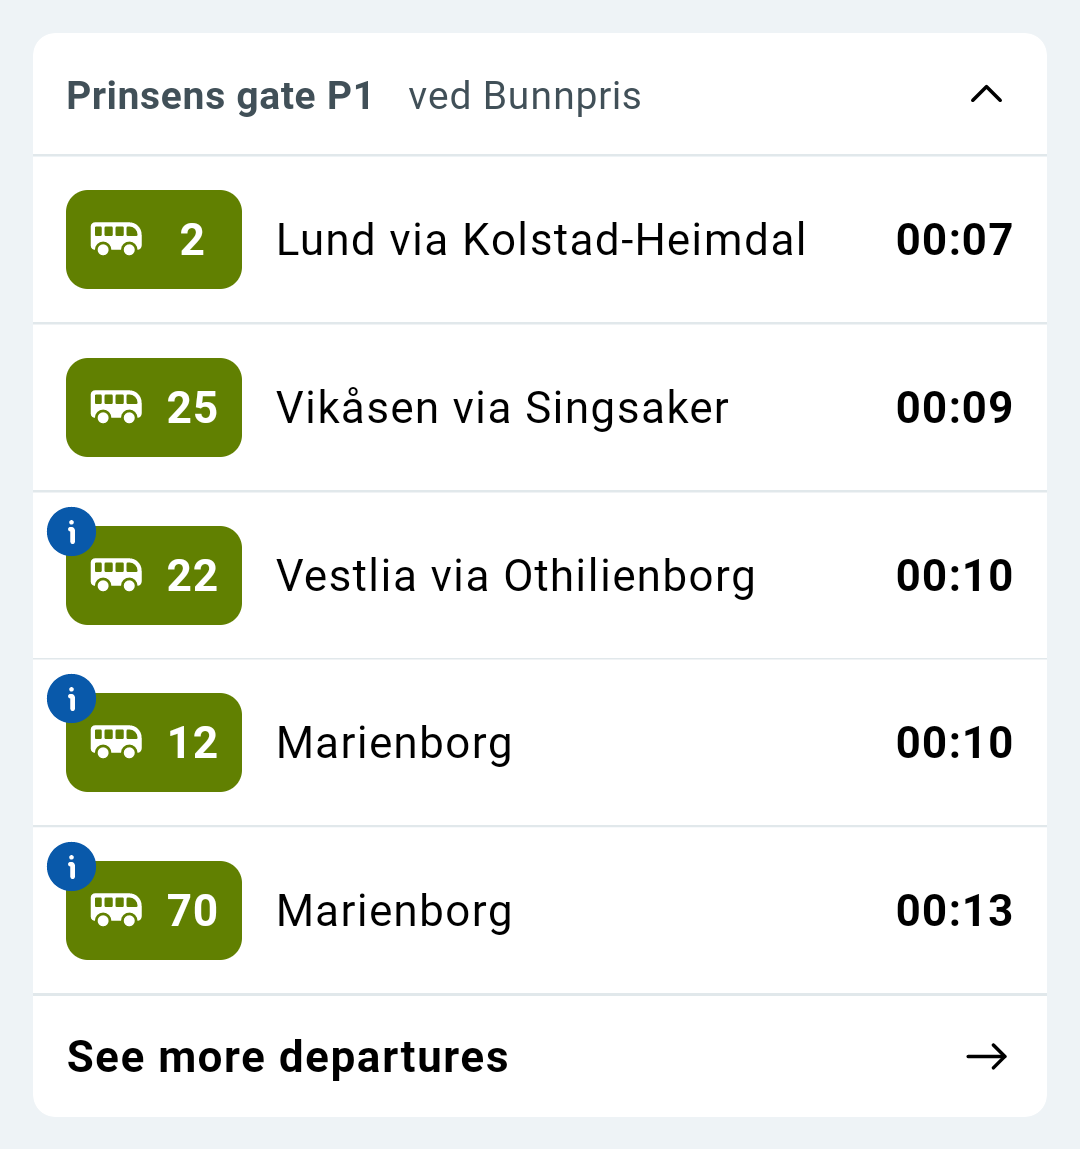 Prinsens gate P1 ved Bunnpris
2 Lund via Kolstad-Heimdal 00:07
25 Vikåsen via Singsaker 00:09
22 Vestlia via Othilienborg 00:10
12 Marienborg 00:10
70 Marienborg 00:13
See more departures